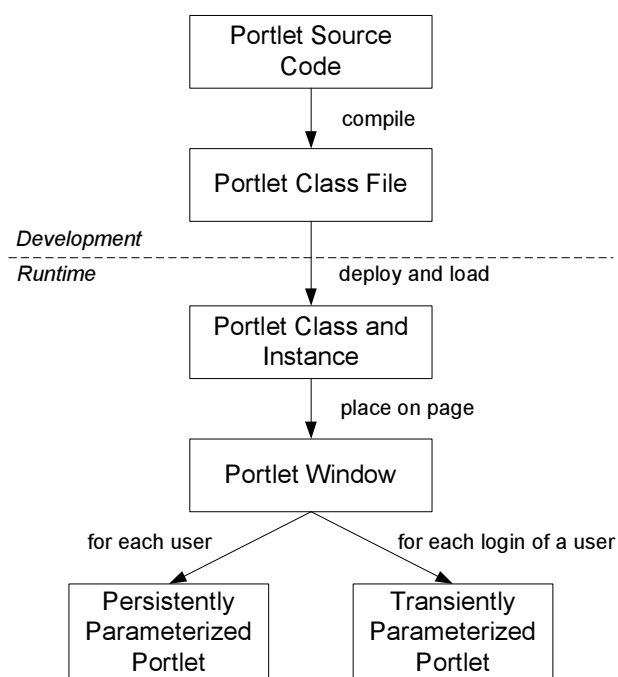 Portlet Source
Code
compile
Portlet Class File
Development
Runtime
deploy and load
Portlet Class and
Instance
place on page
Portlet Window
for each user
for each login of a user
Persistently
Parameterized
Portlet
Transiently
Parameterized
Portlet